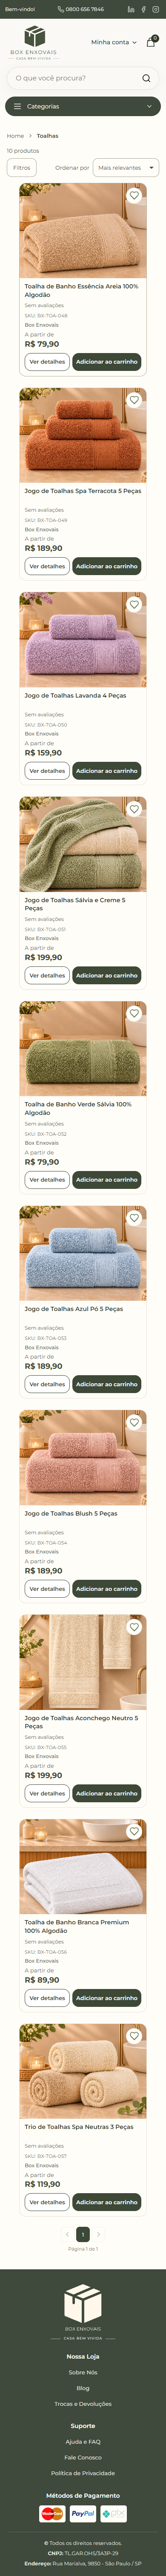 Bem-vindo!
0800 656 7846
BOX ENXOVAIS
CASA BEM VIVIDA
Minha conta
0
O que você procura?
Categorias
Home > Toalhas
10 produtos
Filtros
Ordenar por
Mais relevantes
Toalha de Banho Essência Areia 100%
Algodão
Sem avaliações
SKU: BX-TOA-048
Box Enxovais
A partir de
R$ 79,90
Ver detalhes
Adicionar ao carrinho
Jogo de Toalhas Spa Terracota 5 Peças
Sem avaliações
SKU: BX-TOA-049
Box Enxovais
A partir de
R$ 189,90
Ver detalhes
Adicionar ao carrinho
Jogo de Toalhas Lavanda 4 Peças
Sem avaliações
SKU: BX-TOA-050
Box Enxovais
A partir de
R$ 159,90
Ver detalhes
Adicionar ao carrinho
Jogo de Toalhas Sálvia e Creme 5
Peças
Sem avaliações
SKU: BX-TOA-051
Box Enxovais
A partir de
R$ 199,90
Ver detalhes
Adicionar ao carrinho
Toalha de Banho Verde Sálvia 100%
Algodão
Sem avaliações
SKU: BX-TOA-052
Box Enxovais
A partir de
R$ 79,90
Ver detalhes
Adicionar ao carrinho
Jogo de Toalhas Azul Pó 5 Peças
Sem avaliações
SKU: BX-TOA-053
Box Enxovais
A partir de
R$ 189,90
Ver detalhes
Adicionar ao carrinho
Jogo de Toalhas Blush 5 Peças
Sem avaliações
SKU: BX-TOA-054
Box Enxovais
A partir de
R$ 189,90
Ver detalhes
Adicionar ao carrinho
Jogo de Toalhas Aconchego Neutro 5
Peças
Sem avaliações
SKU: BX-TOA-055
Box Enxovais
A partir de
R$ 199,90
Ver detalhes
Adicionar ao carrinho
Toalha de Banho Branca Premium
100% Algodão
Sem avaliações
SKU: BX-TOA-056
Box Enxovais
A partir de
R$ 89,90
Ver detalhes
Adicionar ao carrinho
Trio de Toalhas Spa Neutras 3 Peças
Sem avaliações
SKU: BX-TOA-057
Box Enxovais
A partir de
R$ 119,90
Ver detalhes
Adicionar ao carrinho
1
Página 1 de 1
BOX ENXOVAIS
CASA BEM VIVIDA
Nossa Loja
Sobre Nós
Blog
Trocas e Devoluções
Suporte
Ajuda e FAQ
Fale Conosco
Política de Privacidade
Métodos de Pagamento
MasterCard
PayPal
pix
© Todos os direitos reservados.
CNPJ: TL.GAR.OHS/3A3P-29
Endereço: Rua Marialva, 9850 - São Paulo / SP